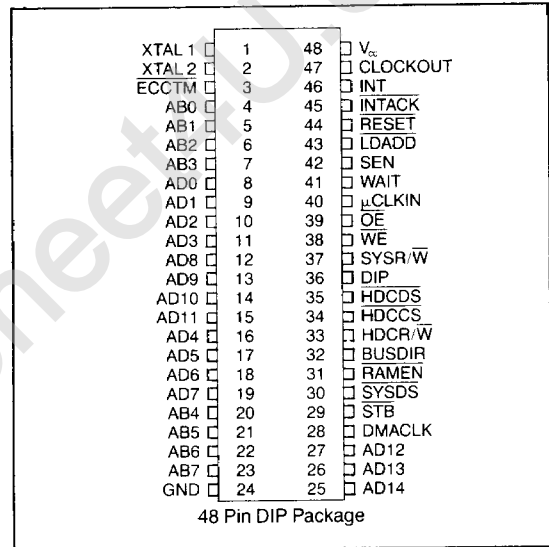 XTAL 1 1 48 Vcc
XTAL 2 2 47 CLOCKOUT
ECCTM 3 46 INT
AB0 4 45 INTACK
AB1 5 44 RESET
AB2 6 43 LDADD
AB3 7 42 SEN
AD0 8 41 WAIT
AD1 9 40 µCLKIN
AD2 10 39 OE
AD3 11 38 WE
AD8 12 37 SYSR/W
AD9 13 36 DIP
AD10 14 35 HDCDS
AD11 15 34 HDCCS
AD4 16 33 HDCR/W
AD5 17 32 BUSDIR
AD6 18 31 RAMEN
AD7 19 30 SYSDS
AB4 20 29 STB
AB5 21 28 DMACLK
AB6 22 27 AD12
AB7 23 26 AD13
GND 24 25 AD14
48 Pin DIP Package